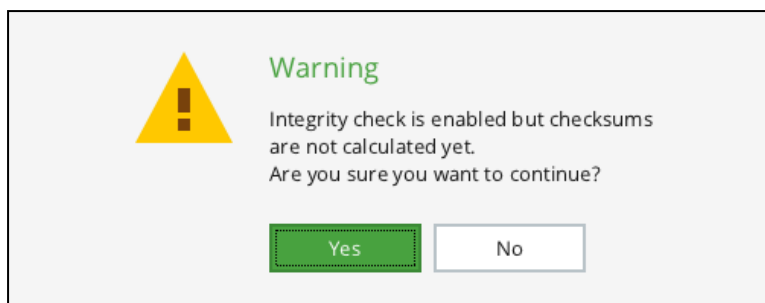 Warning
Integrity check is enabled but checksums
are not calculated yet.
Are you sure you want to continue?
Yes
No